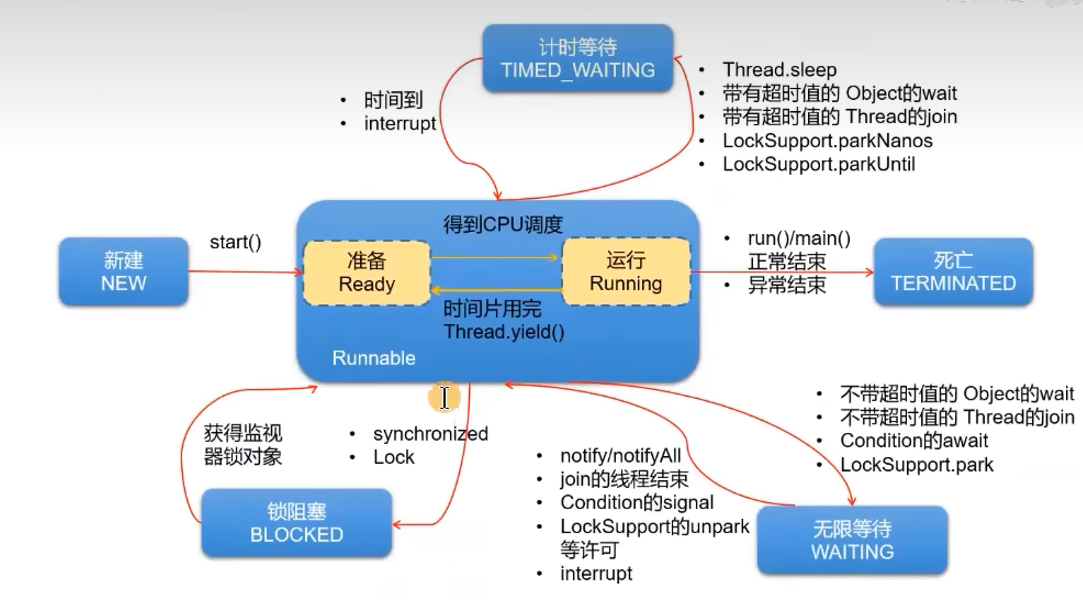 计时等待
TIMED_WAITING
• 时间到
• interrupt
• Thread.sleep
• 带有超时值的 Object的wait
• 带有超时值的 Thread的join
• LockSupport.parkNanos
• LockSupport.parkUntil
新建
NEW
start()
得到CPU调度
准备
Ready
运行
Running
时间片用完
Thread.yield()
Runnable
• run()/main()
正常结束
• 异常结束
死亡
TERMINATED
获得监视
器锁对象
• synchronized
• Lock
锁阻塞
BLOCKED
• notify/notifyAll
• join的线程结束
• Condition的signal
• LockSupport的unpark
等许可
• interrupt
• 不带超时值的 Object的wait
• 不带超时值的 Thread的join
• Condition的await
• LockSupport.park
无限等待
WAITING